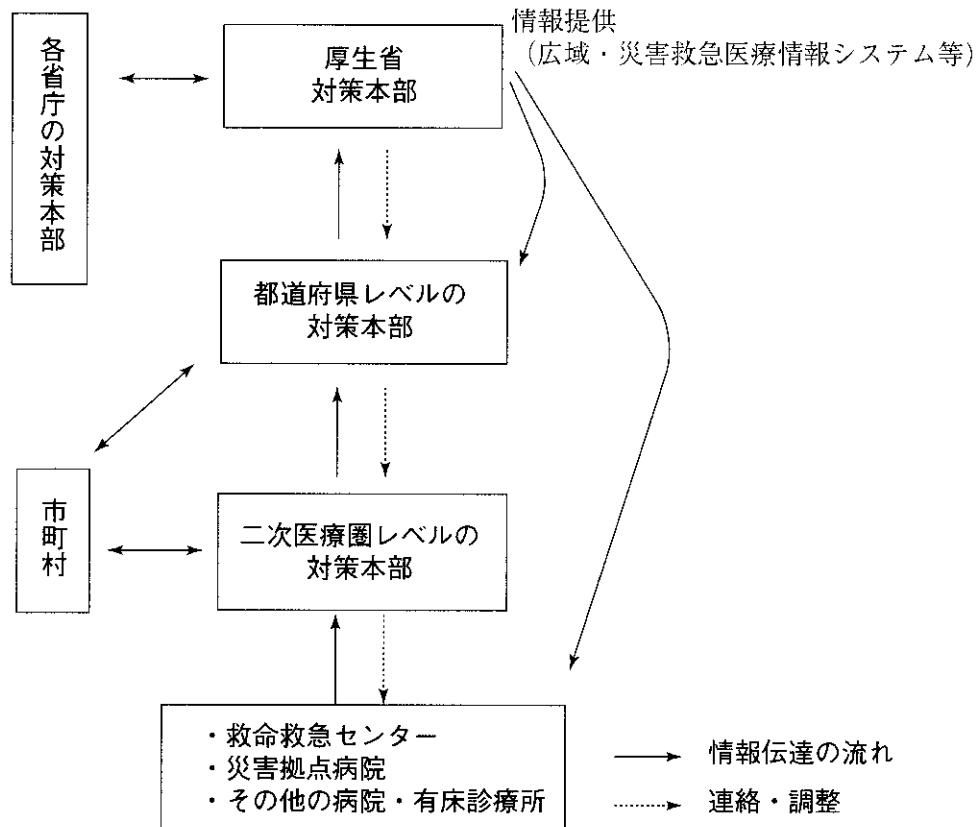 情報提供
(広域・災害救急医療情報システム等)
各省庁の対策本部
厚生省
対策本部
都道府県レベルの
対策本部
市町村
二次医療圏レベルの
対策本部
・救命救急センター
・災害拠点病院
・その他の病院・有床診療所
情報伝達の流れ
連絡・調整